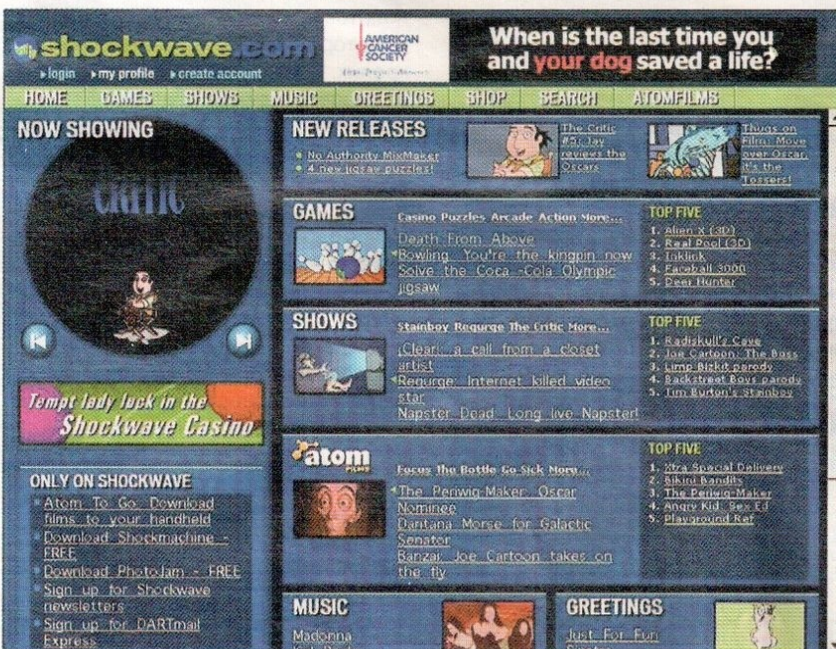 shockwave.com
login my profile create account
AMERICAN
CANCER
SOCIETY
When is the last time you
and your dog saved a life?
HOME GAMES SHOWS MUSIC GREETINGS SHOP SEARCH ATOMFILMS
NOW SHOWING
CRITIC
Tempt lady luck in the
Shockwave Casino
ONLY ON SHOCKWAVE
Atom To Go: Download
films to your handheld
Download Shockmachine -
FREE
Download PhotoJam - FREE
Sign up for Shockwave
newsletters
Sign up for DARTmail
Express
NEW RELEASES
No Authority MixMaker
4 new jigsaw puzzles!
The Critic
#9: Jay
reviews the
Oscars
Thugs on
Film: Move
over Oscar,
it's the
Tossers!
GAMES
Casino Puzzles Arcade Action More...
Death From Above
Bowling: You're the kingpin now
Solve the Coca-Cola Olympic
jigsaw
TOP FIVE
1. Alien X (3D)
2. Real Pool (3D)
3. Inklink
4. Faceball 3000
5. Deer Hunter
SHOWS
Stainboy Regurge The Critic More...
¡Clear!: a call from a closet
artist
Regurge: Internet killed video
star
Napster Dead. Long live Napster!
TOP FIVE
1. Radiskull's Cave
2. Joe Cartoon: The Boss
3. Limp Bizkit parody
4. Backstreet Boys parody
5. Tim Burton's Stainboy
atom
FILMS
Focus The Bottle Go Sick More...
The Periwig-Maker: Oscar
Nominee
Daritana Morse for Galactic
Senator
Banzai: Joe Cartoon takes on
the fly
TOP FIVE
1. Xtra Special Delivery
2. Bikini Bandits
3. The Periwig-Maker
4. Angry Kid: Sex Ed
5. Playground Ref
MUSIC
Madonna
GREETINGS
Just For Fun